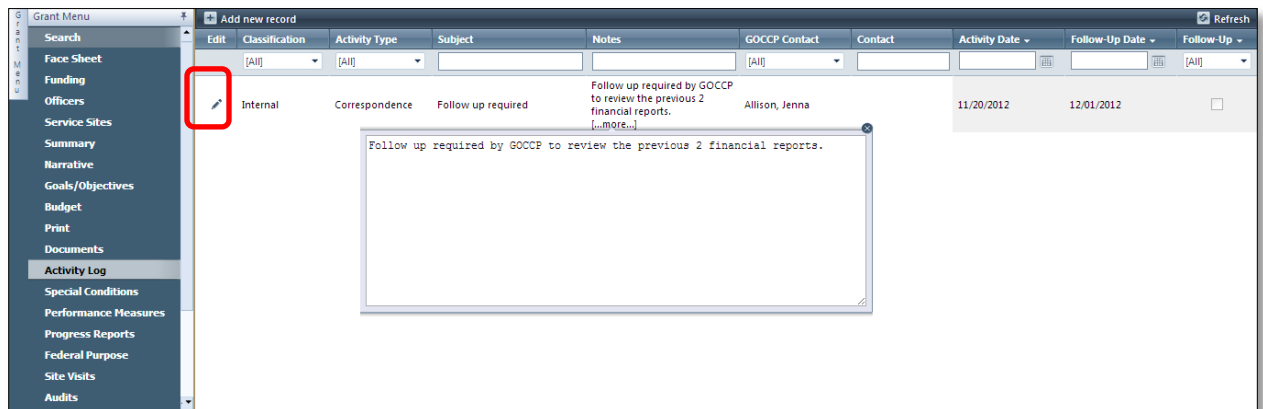 Grant Menu
Grant Menu
Search
Face Sheet
Funding
Officers
Service Sites
Summary
Narrative
Goals/Objectives
Budget
Print
Documents
Activity Log
Special Conditions
Performance Measures
Progress Reports
Federal Purpose
Site Visits
Audits
Add new record Refresh
Edit Classification Activity Type Subject Notes GOCCP Contact Contact Activity Date Follow-Up Date Follow-Up
[All] [All] [All] [All]
Internal Correspondence Follow up required
Follow up required by GOCCP
to review the previous 2
financial reports.
[...more...]
Allison, Jenna 11/20/2012 12/01/2012
Follow up required by GOCCP to review the previous 2 financial reports.